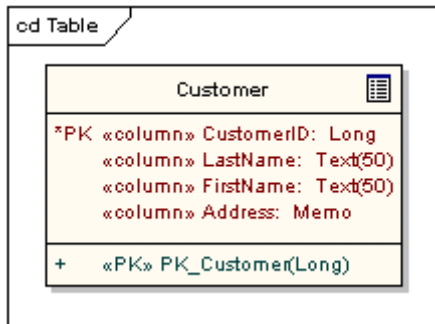 cd Table
Customer
*PK «column» CustomerID: Long
«column» LastName: Text(50)
«column» FirstName: Text(50)
«column» Address: Memo
+ «PK» PK_Customer(Long)